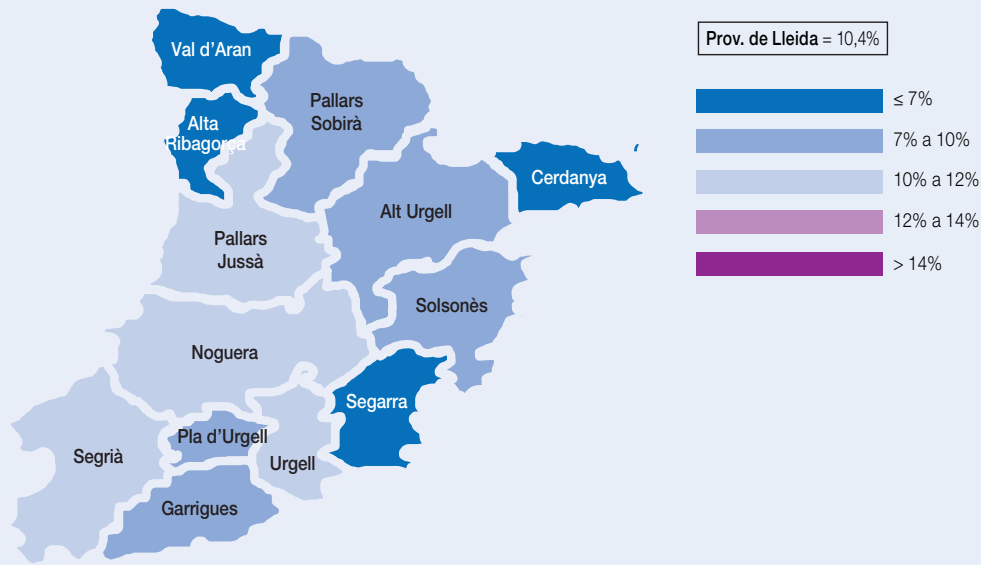 Val d'Aran
Pallars
Sobirà
Alta
Ribagorça
Cerdanya
Alt Urgell
Pallars
Jussà
Solsonès
Noguera
Segarra
Pla d'Urgell
Segrià
Urgell
Garrigues
Prov. de Lleida = 10,4%
≤ 7%
7% a 10%
10% a 12%
12% a 14%
> 14%